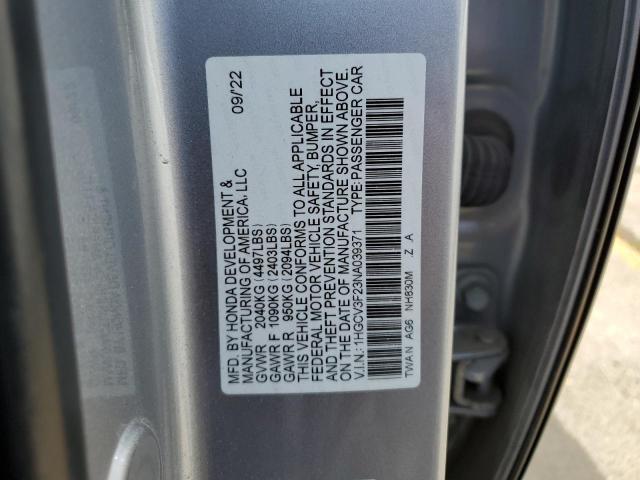 MFD. BY HONDA DEVELOPMENT & 09/'22
MANUFACTURING OF AMERICA, LLC
GVWR 2040KG (4497LBS)
GAWR F 1090KG (2403LBS)
GAWR R 950KG (2094LBS)
THIS VEHICLE CONFORMS TO ALL APPLICABLE
FEDERAL MOTOR VEHICLE SAFETY, BUMPER,
AND THEFT PREVENTION STANDARDS IN EFFECT
ON THE DATE OF MANUFACTURE SHOWN ABOVE.
V.I.N.:1HGCV3F23NA039371 TYPE:PASSENGER CAR
TWAN AG6 NH830M .Z A